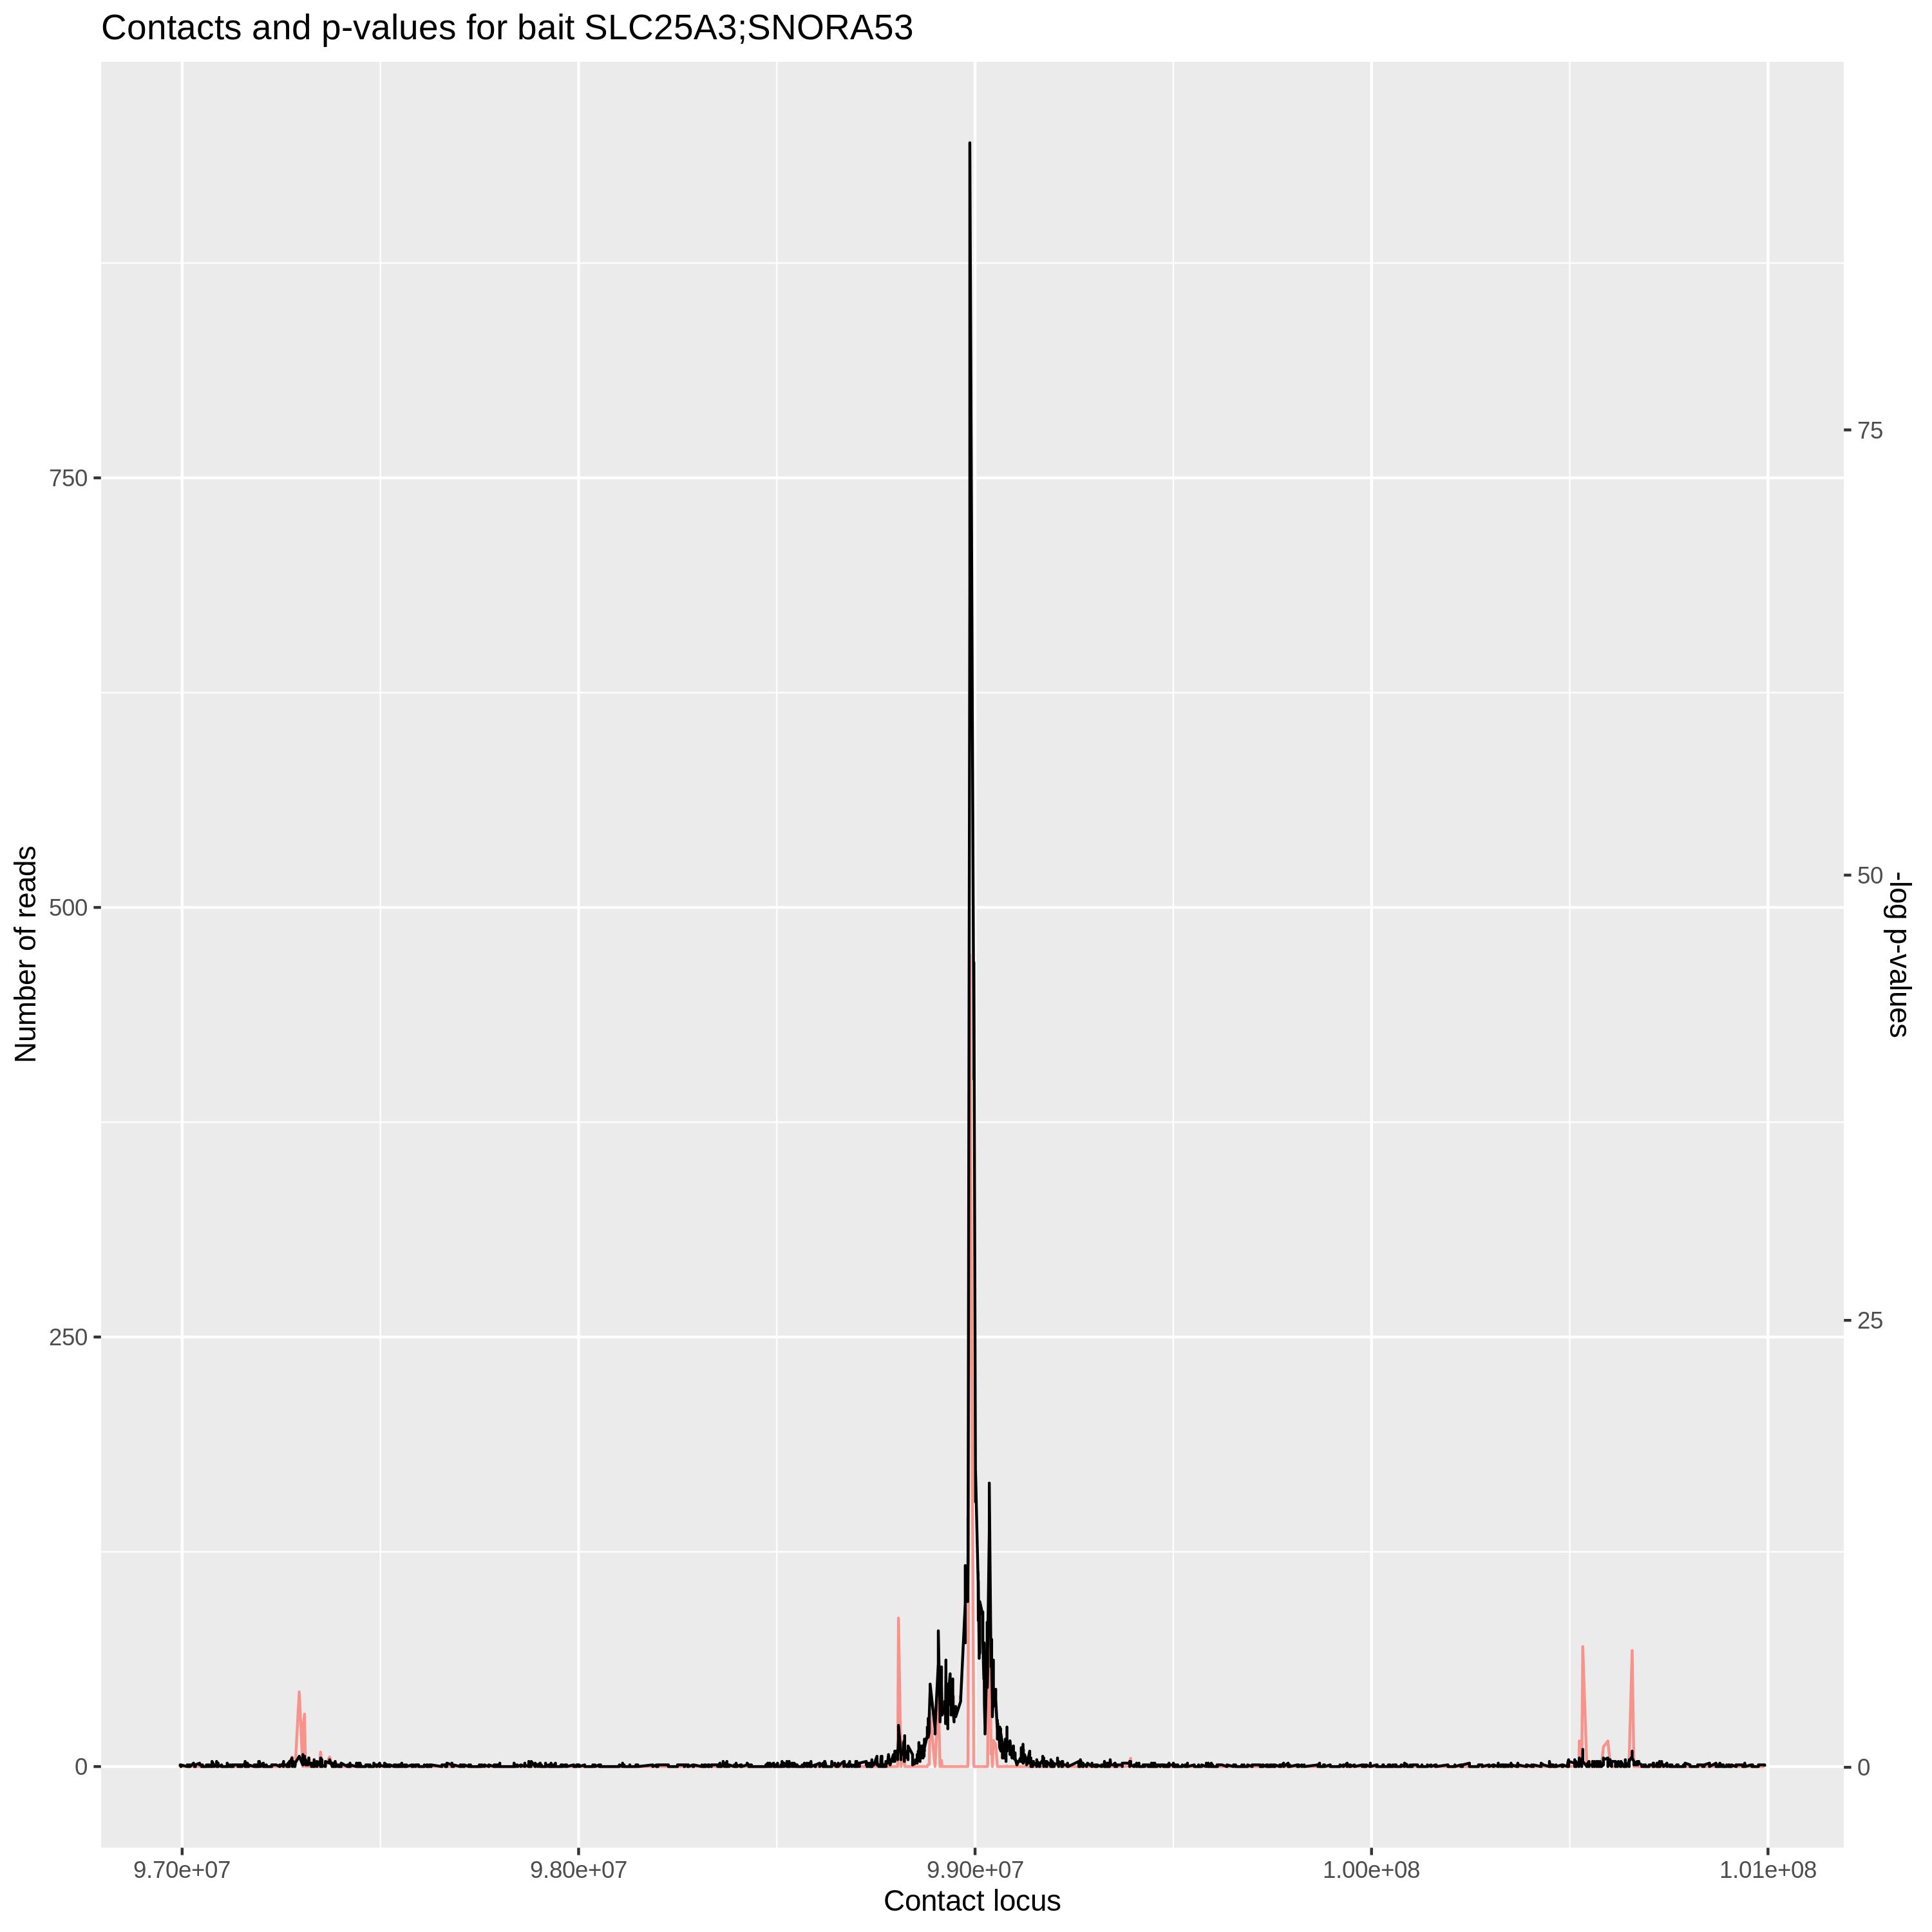 Contacts and p-values for bait SLC25A3;SNORA53
Number of reads
750
500
250
0
75
50
25
0
-log p-values
9.70e+07 9.80e+07 9.90e+07 1.00e+08 1.01e+08
Contact locus